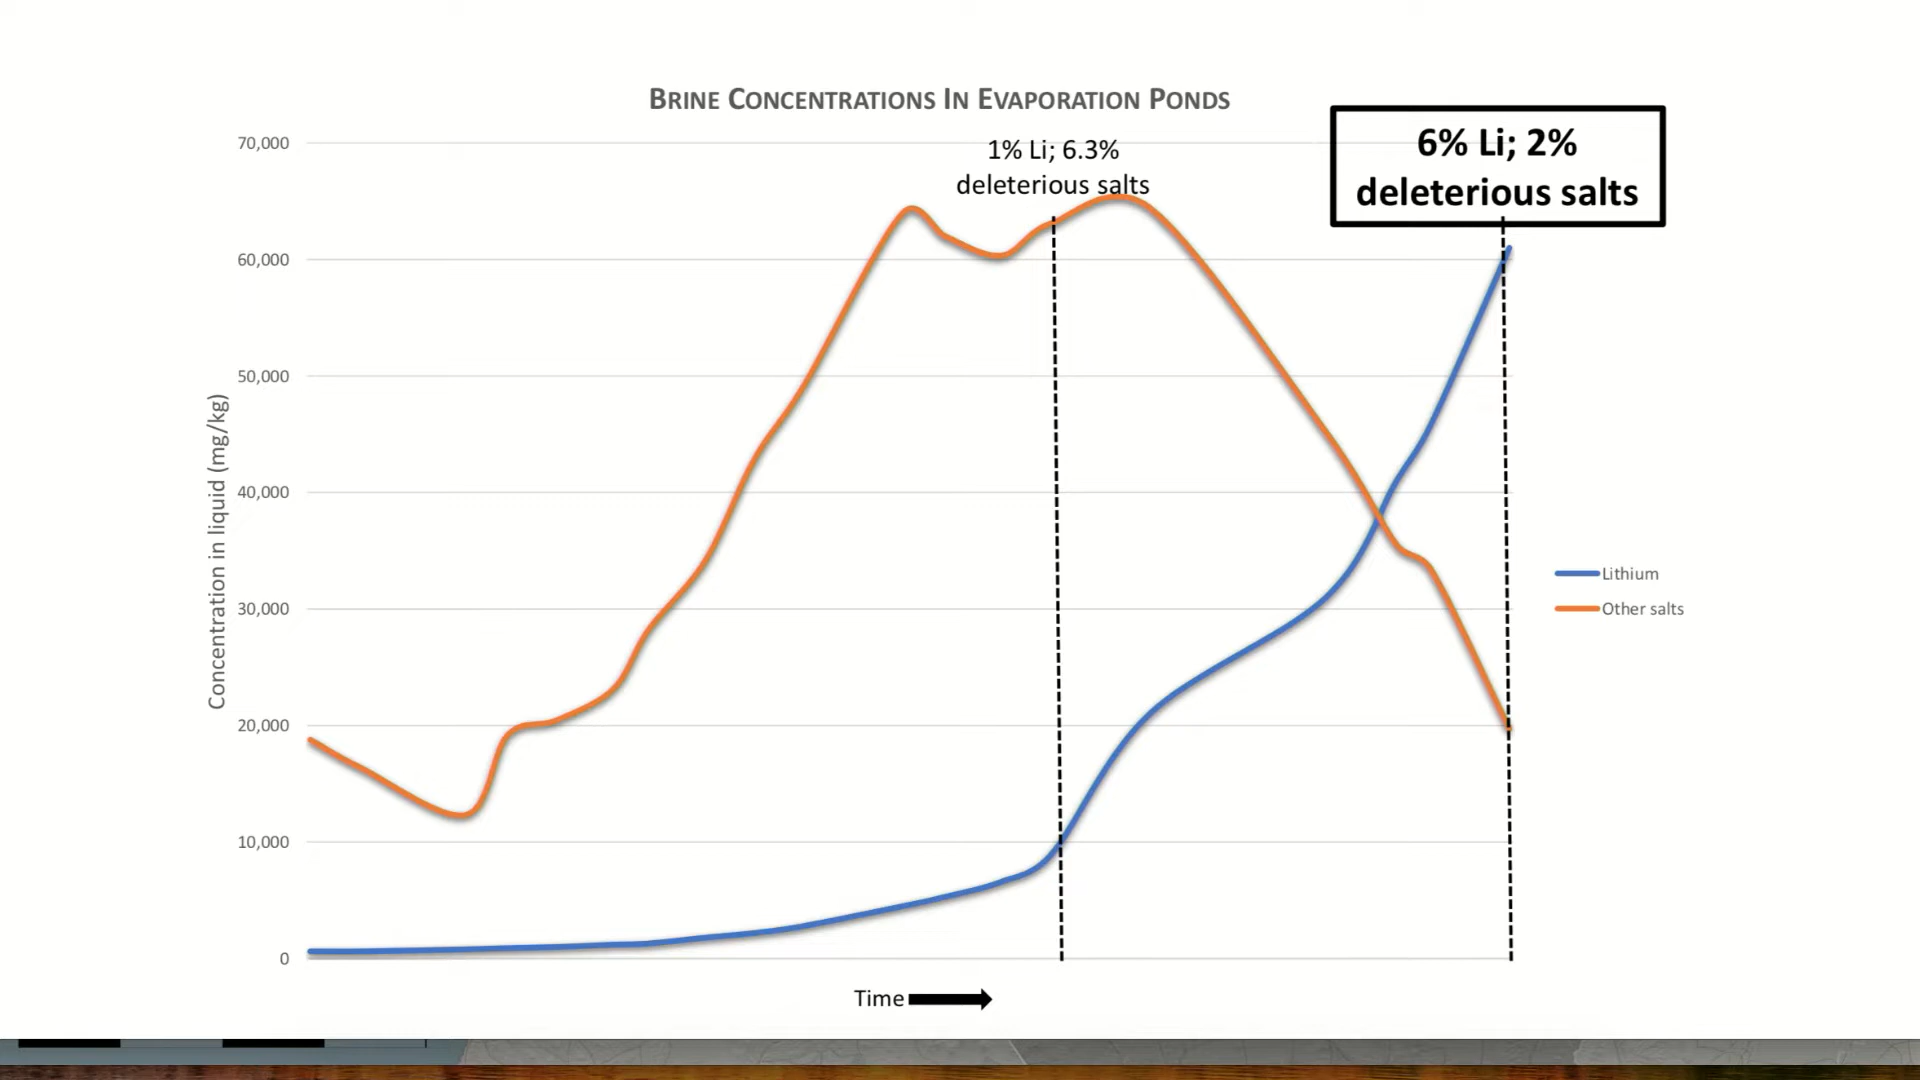 BRINE CONCENTRATIONS IN EVAPORATION PONDS
1% Li; 6.3%
deleterious salts
6% Li; 2%
deleterious salts
70,000
60,000
50,000
40,000
30,000
20,000
10,000
0
Concentration in liquid (mg/kg)
Lithium
Other salts
Time